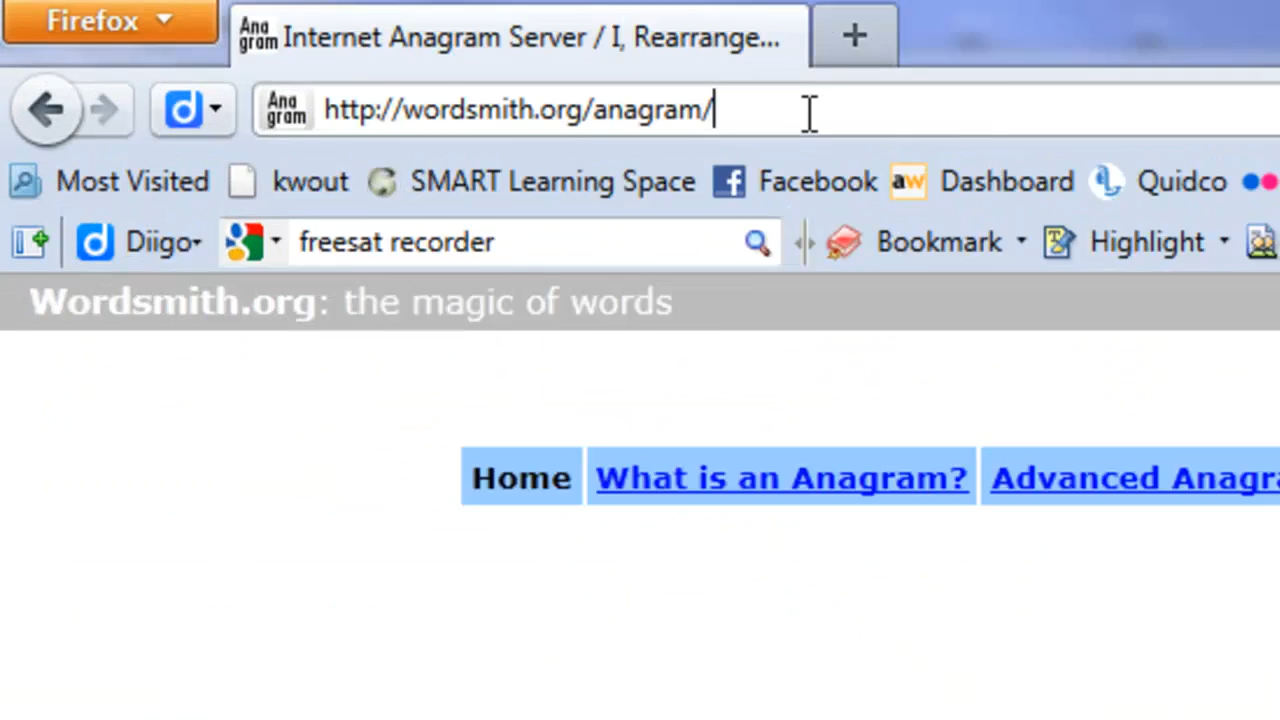 Firefox
Ana gram Internet Anagram Server / I, Rearrange... +
d Ana gram http://wordsmith.org/anagram/
Most Visited kwout SMART Learning Space Facebook aw Dashboard Quidco
d Diigo freesat recorder Bookmark Highlight
Wordsmith.org: the magic of words
Home What is an Anagram? Advanced Anagra